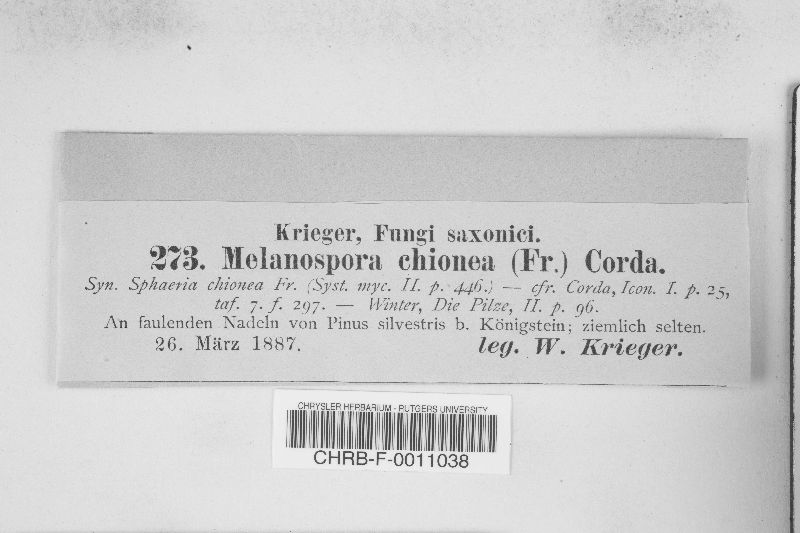 Krieger, Fungi saxonici.
273. Melanospora chionea (Fr.) Corda.
Syn. Sphaeria chionea Fr. (Syst. myc. II. p. 446.) — cfr. Corda, Icon. I. p. 25,
taf. 7. f. 297. — Winter, Die Pilze, II. p. 96.
An faulenden Nadeln von Pinus silvestris b. Königstein; ziemlich selten.
26. März 1887. leg. W. Krieger.
CHRYSLER HERBARIUM - RUTGERS UNIVERSITY
CHRB-F-0011038